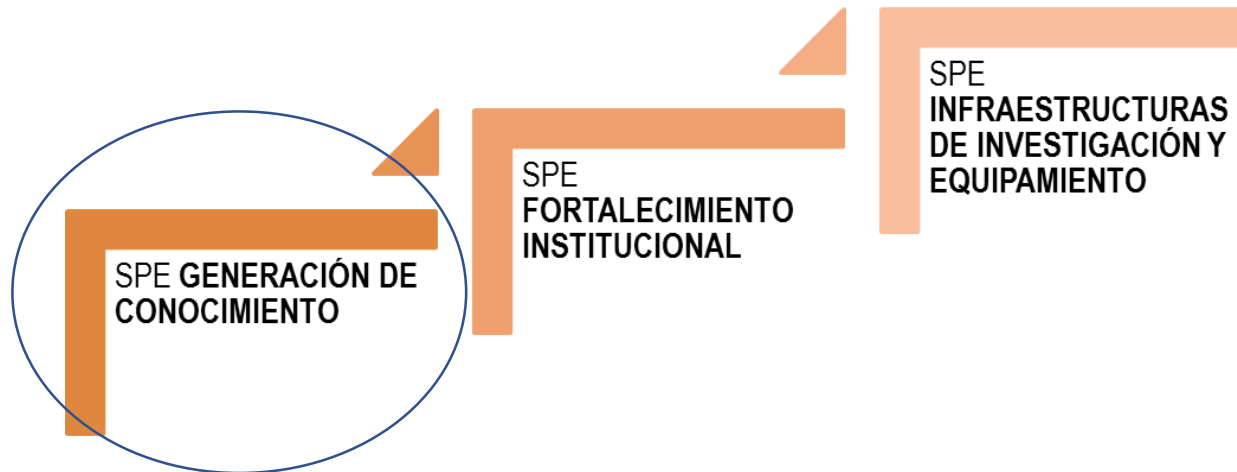 SPE GENERACIÓN DE
CONOCIMIENTO
SPE
FORTALECIMIENTO
INSTITUCIONAL
SPE
INFRAESTRUCTURAS
DE INVESTIGACIÓN Y
EQUIPAMIENTO